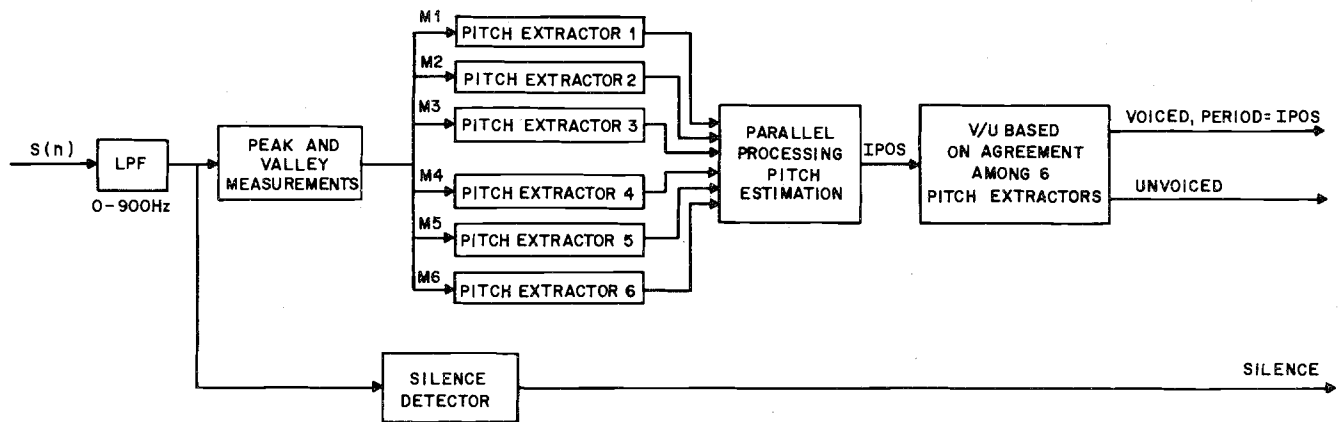 S(n)
LPF
0-900Hz
PEAK AND
VALLEY
MEASUREMENTS
M1
PITCH EXTRACTOR 1
M2
PITCH EXTRACTOR 2
M3
PITCH EXTRACTOR 3
M4
PITCH EXTRACTOR 4
M5
PITCH EXTRACTOR 5
M6
PITCH EXTRACTOR 6
PARALLEL
PROCESSING
PITCH
ESTIMATION
IPOS
V/U BASED
ON AGREEMENT
AMONG 6
PITCH EXTRACTORS
VOICED, PERIOD=IPOS
UNVOICED
SILENCE
DETECTOR
SILENCE